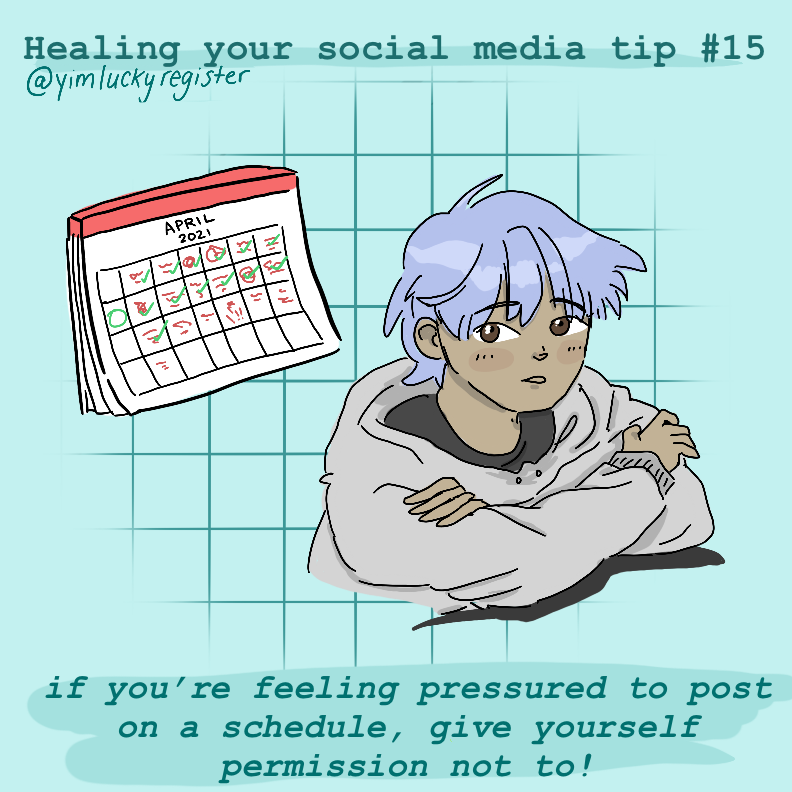 Healing your social media tip #15
@yimluckyregister
APRIL
2021
if you're feeling pressured to post
on a schedule, give yourself
permission not to!